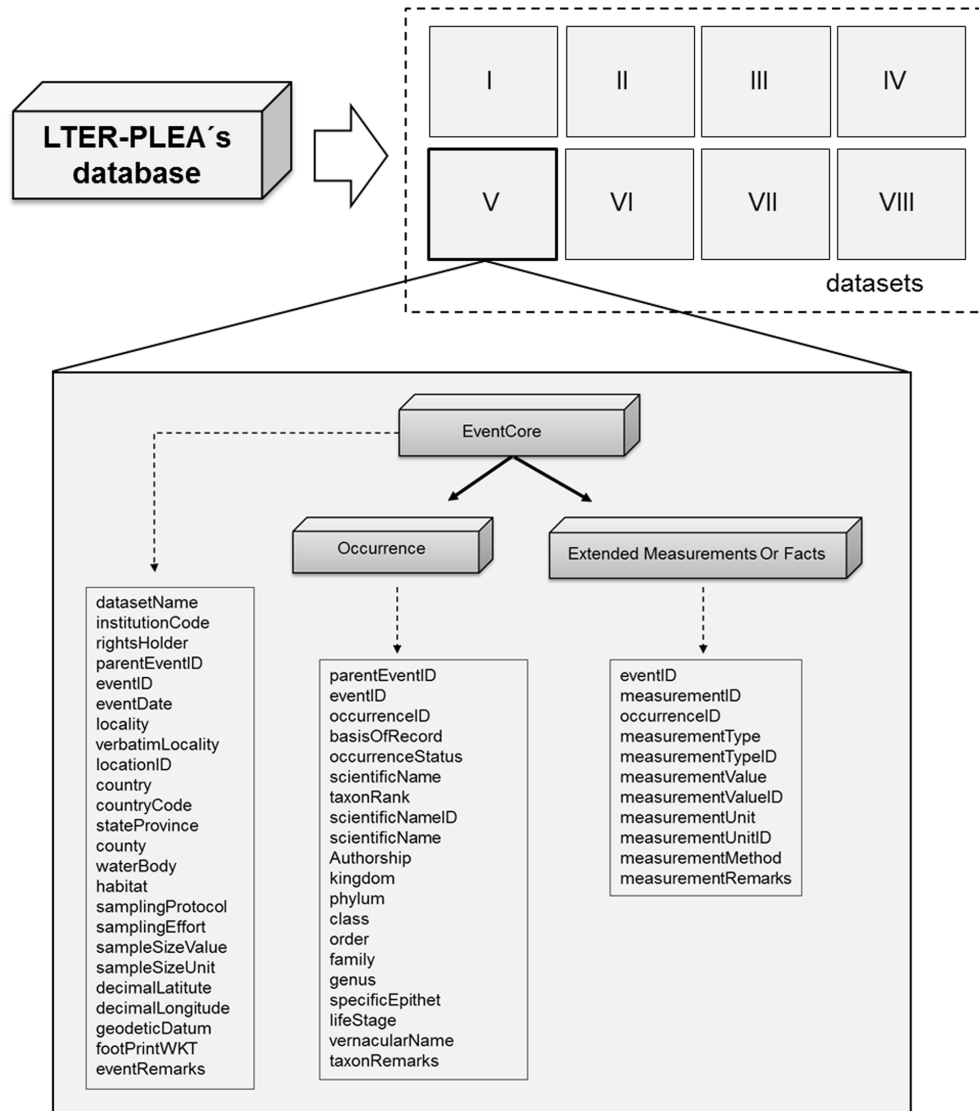 LTER-PLEA´s
database
I
II
III
IV
V
VI
VII
VIII
datasets
EventCore
Occurrence
Extended Measurements Or Facts
datasetName
institutionCode
rightsHolder
parentEventID
eventID
eventDate
locality
verbatimLocality
locationID
country
countryCode
stateProvince
county
waterBody
habitat
samplingProtocol
samplingEffort
sampleSizeValue
sampleSizeUnit
decimalLatitute
decimalLongitude
geodeticDatum
footPrintWKT
eventRemarks
parentEventID
eventID
occurrenceID
basisOfRecord
occurrenceStatus
scientificName
taxonRank
scientificNameID
scientificName
Authorship
kingdom
phylum
class
order
family
genus
specificEpithet
lifeStage
vernacularName
taxonRemarks
eventID
measurementID
occurrenceID
measurementType
measurementTypeID
measurementValue
measurementValueID
measurementUnit
measurementUnitID
measurementMethod
measurementRemarks